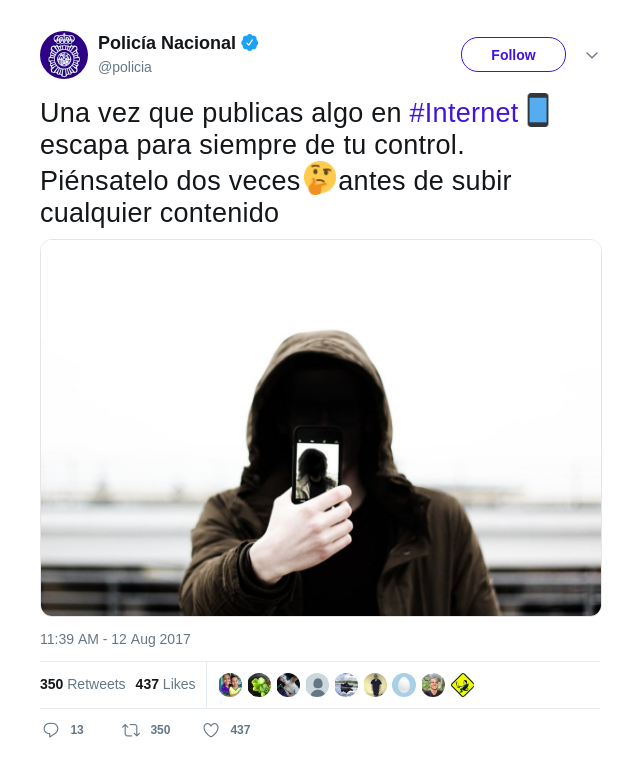 Policía Nacional
@policia
Follow
Una vez que publicas algo en #Internet
escapa para siempre de tu control.
Piénsatelo dos veces🤔antes de subir
cualquier contenido
11:39 AM - 12 Aug 2017
350 Retweets 437 Likes
13 350 437